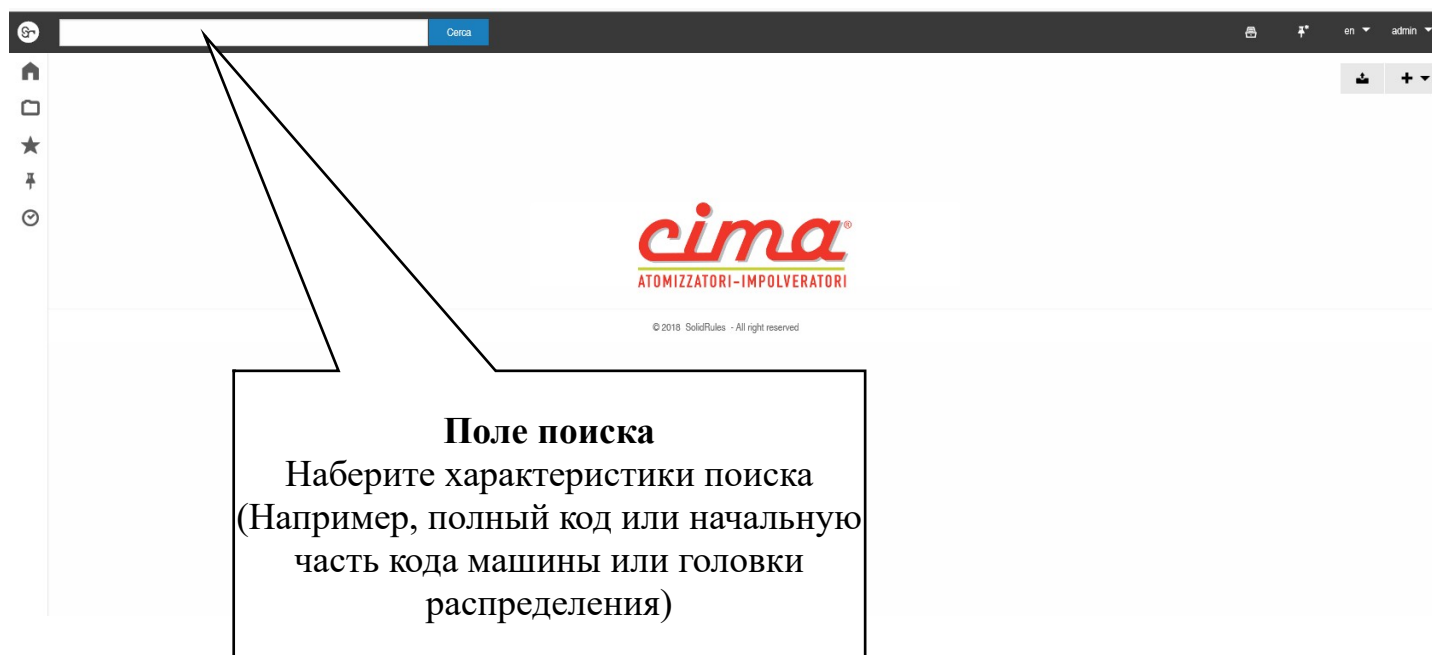 Cerca
en
admin
cima®
ATOMIZZATORI-IMPOLVERATORI
© 2018 SolidRules - All right reserved
Поле поиска
Наберите характеристики поиска
(Например, полный код или начальную
часть кода машины или головки
распределения)